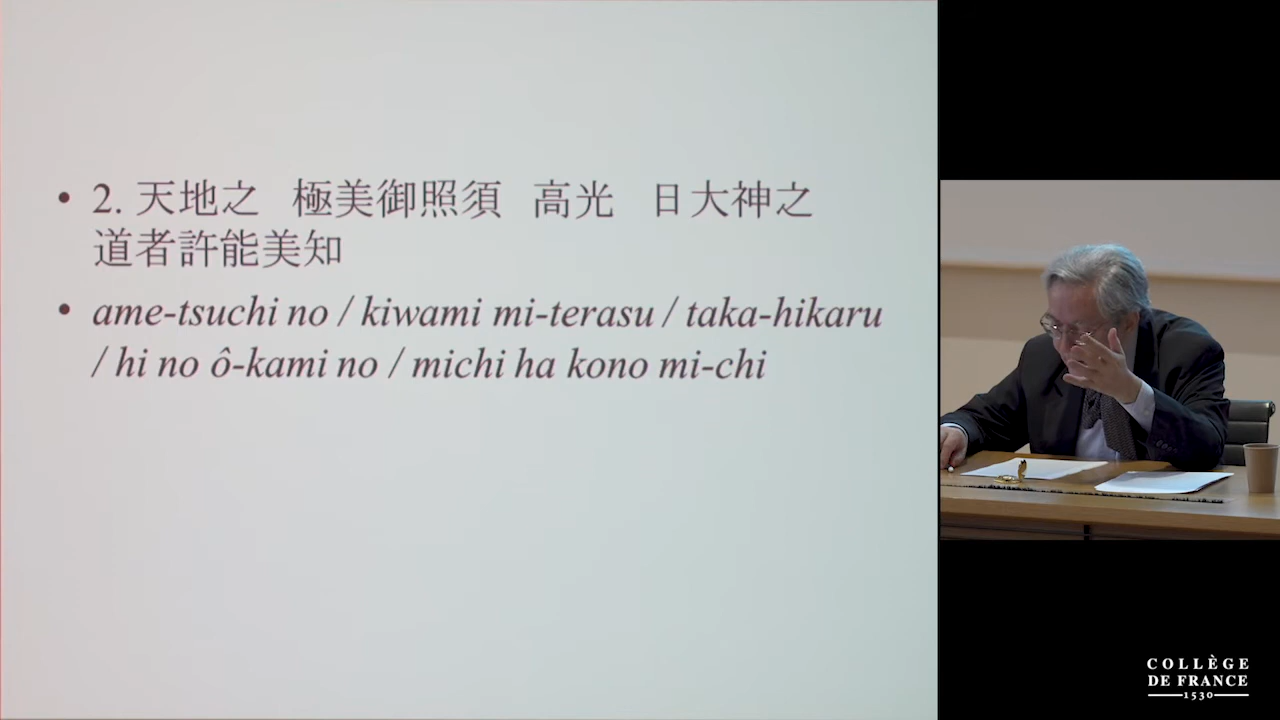 • 2. 天地之 極美御照須 高光 日大神之
道者許能美知
• ame-tsuchi no / kiwami mi-terasu / taka-hikaru
/ hi no ô-kami no / michi ha kono mi-chi
COLLÈGE
DE FRANCE
1530